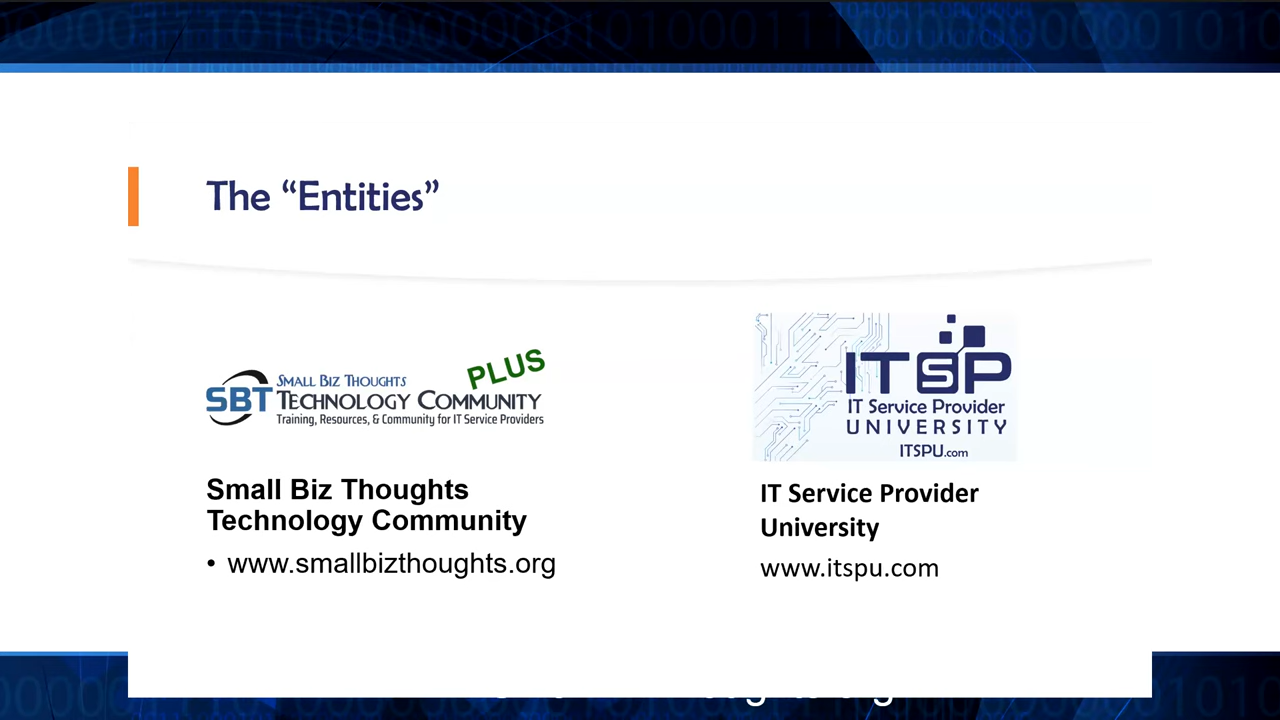 The “Entities”
PLUS
SBT
Small Biz Thoughts
Technology Community
Training, Resources, & Community for IT Service Providers
Small Biz Thoughts
Technology Community
• www.smallbizthoughts.org
ITSP
IT Service Provider
UNIVERSITY
ITSPU.com
IT Service Provider
University
www.itspu.com